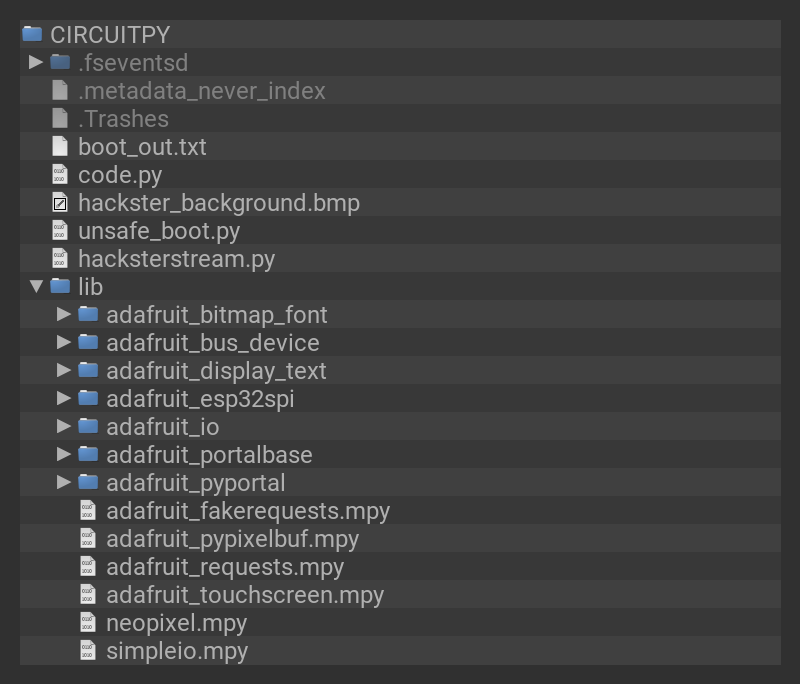 CIRCUITPY
.fseventsd
.metadata_never_index
.Trashes
boot_out.txt
code.py
hackster_background.bmp
unsafe_boot.py
hacksterstream.py
lib
adafruit_bitmap_font
adafruit_bus_device
adafruit_display_text
adafruit_esp32spi
adafruit_io
adafruit_portalbase
adafruit_pyportal
adafruit_fakerequests.mpy
adafruit_pypixelbuf.mpy
adafruit_requests.mpy
adafruit_touchscreen.mpy
neopixel.mpy
simpleio.mpy